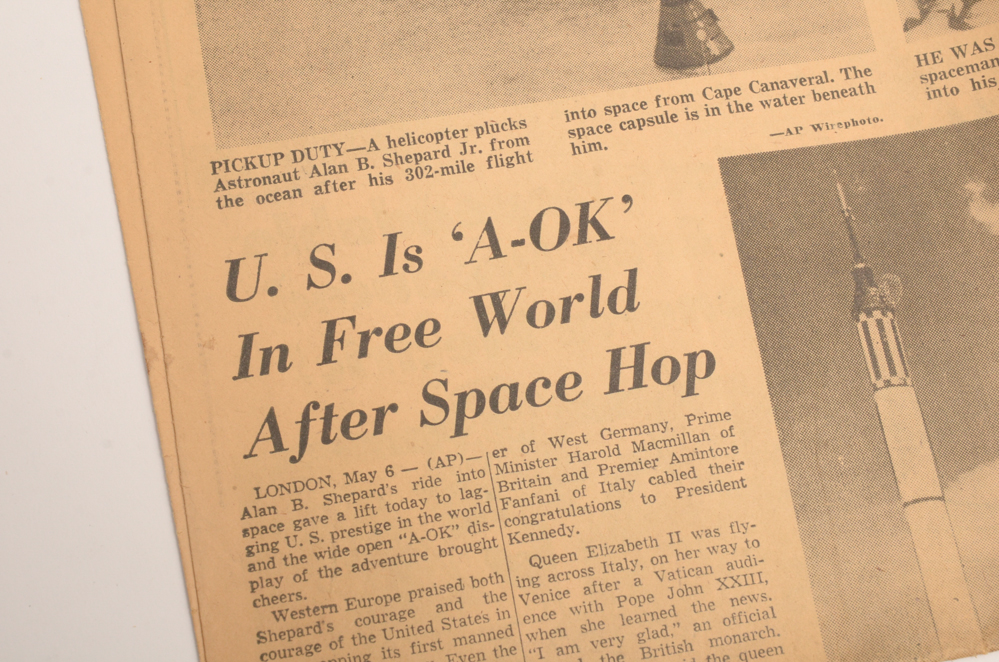 PICKUP DUTY—A helicopter plucks
Astronaut Alan B. Shepard Jr. from
the ocean after his 302-mile flight
into space from Cape Canaveral. The
space capsule is in the water beneath
him.
—AP Wirephoto.
HE WAS
spaceman
into his
U. S. Is ‘A-OK’
In Free World
After Space Hop
LONDON, May 6 — (AP)—
Alan B. Shepard's ride into
space gave a lift today to lag-
ging U. S. prestige in the world
and the wide open “A-OK” dis-
play of the adventure brought
cheers.
Western Europe praised both
Shepard's courage and the
courage of the United States in
its first manned
Even the
er of West Germany, Prime
Minister Harold Macmillan of
Britain and Premier Amintore
Fanfani of Italy cabled their
congratulations to President
Kennedy.
Queen Elizabeth II was fly-
ing across Italy, on her way to
Venice after a Vatican audi-
ence with Pope John XXIII,
when she learned the news.
“I am very glad,” an official
the British monarch.
the queen